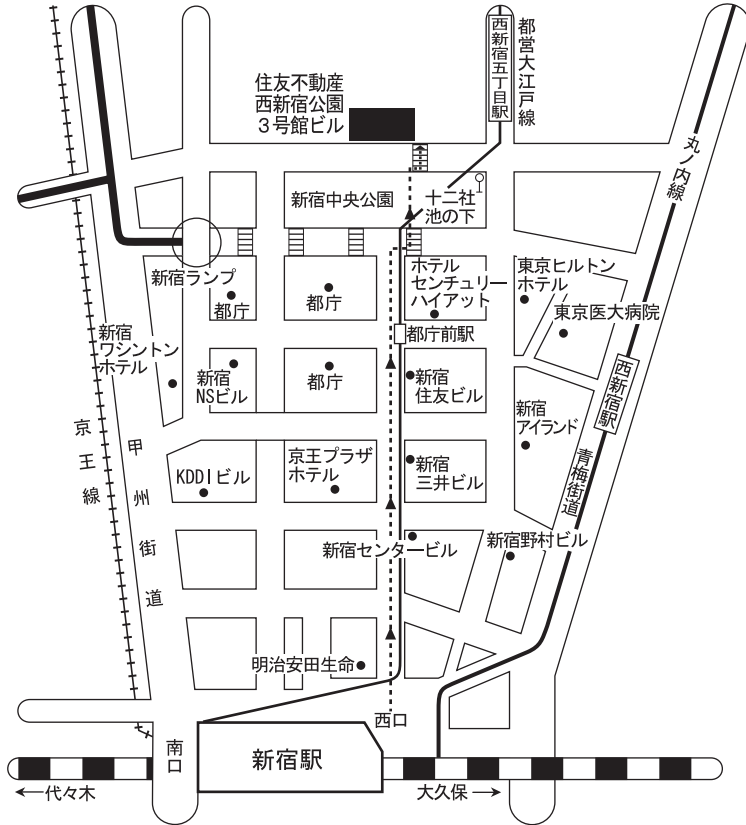 住友不動産
西新宿公園
３号館ビル
西新宿五丁目駅
都営大江戸線
丸ノ内線
新宿中央公園
十二社
池の下
新宿ランプ
都庁
都庁
ホテル
センチュリー
ハイアット
東京ヒルトン
ホテル
東京医大病院
都庁前駅
新宿
ワシントン
ホテル
新宿
NSビル
都庁
新宿
住友ビル
新宿
アイランド
西新宿駅
京王線
甲州街道
KDDIビル
京王プラザ
ホテル
新宿
三井ビル
青梅街道
新宿センタービル
新宿野村ビル
明治安田生命
西口
南口
新宿駅
←代々木
大久保→